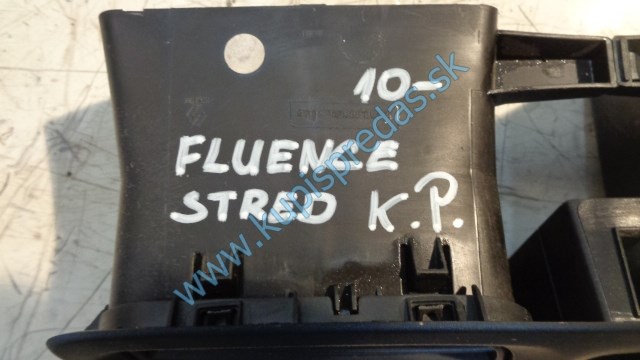 10-
FLUENCE
STRED K.P.
www.kupispredas.sk